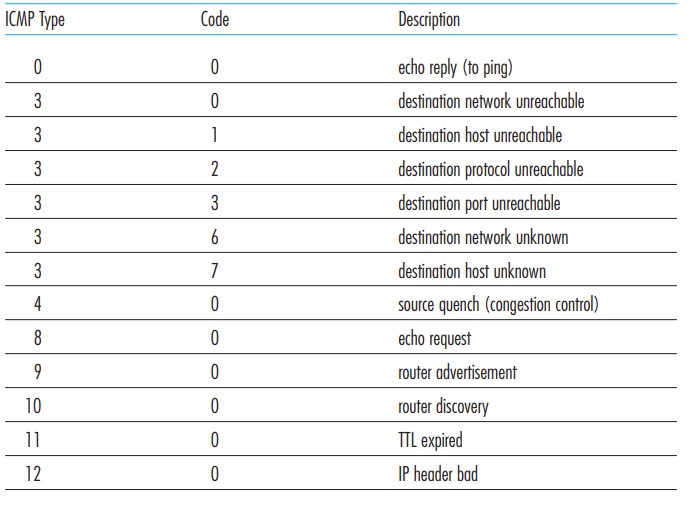 ICMP Type Code Description
0 0 echo reply (to ping)
3 0 destination network unreachable
3 1 destination host unreachable
3 2 destination protocol unreachable
3 3 destination port unreachable
3 6 destination network unknown
3 7 destination host unknown
4 0 source quench (congestion control)
8 0 echo request
9 0 router advertisement
10 0 router discovery
11 0 TTL expired
12 0 IP header bad